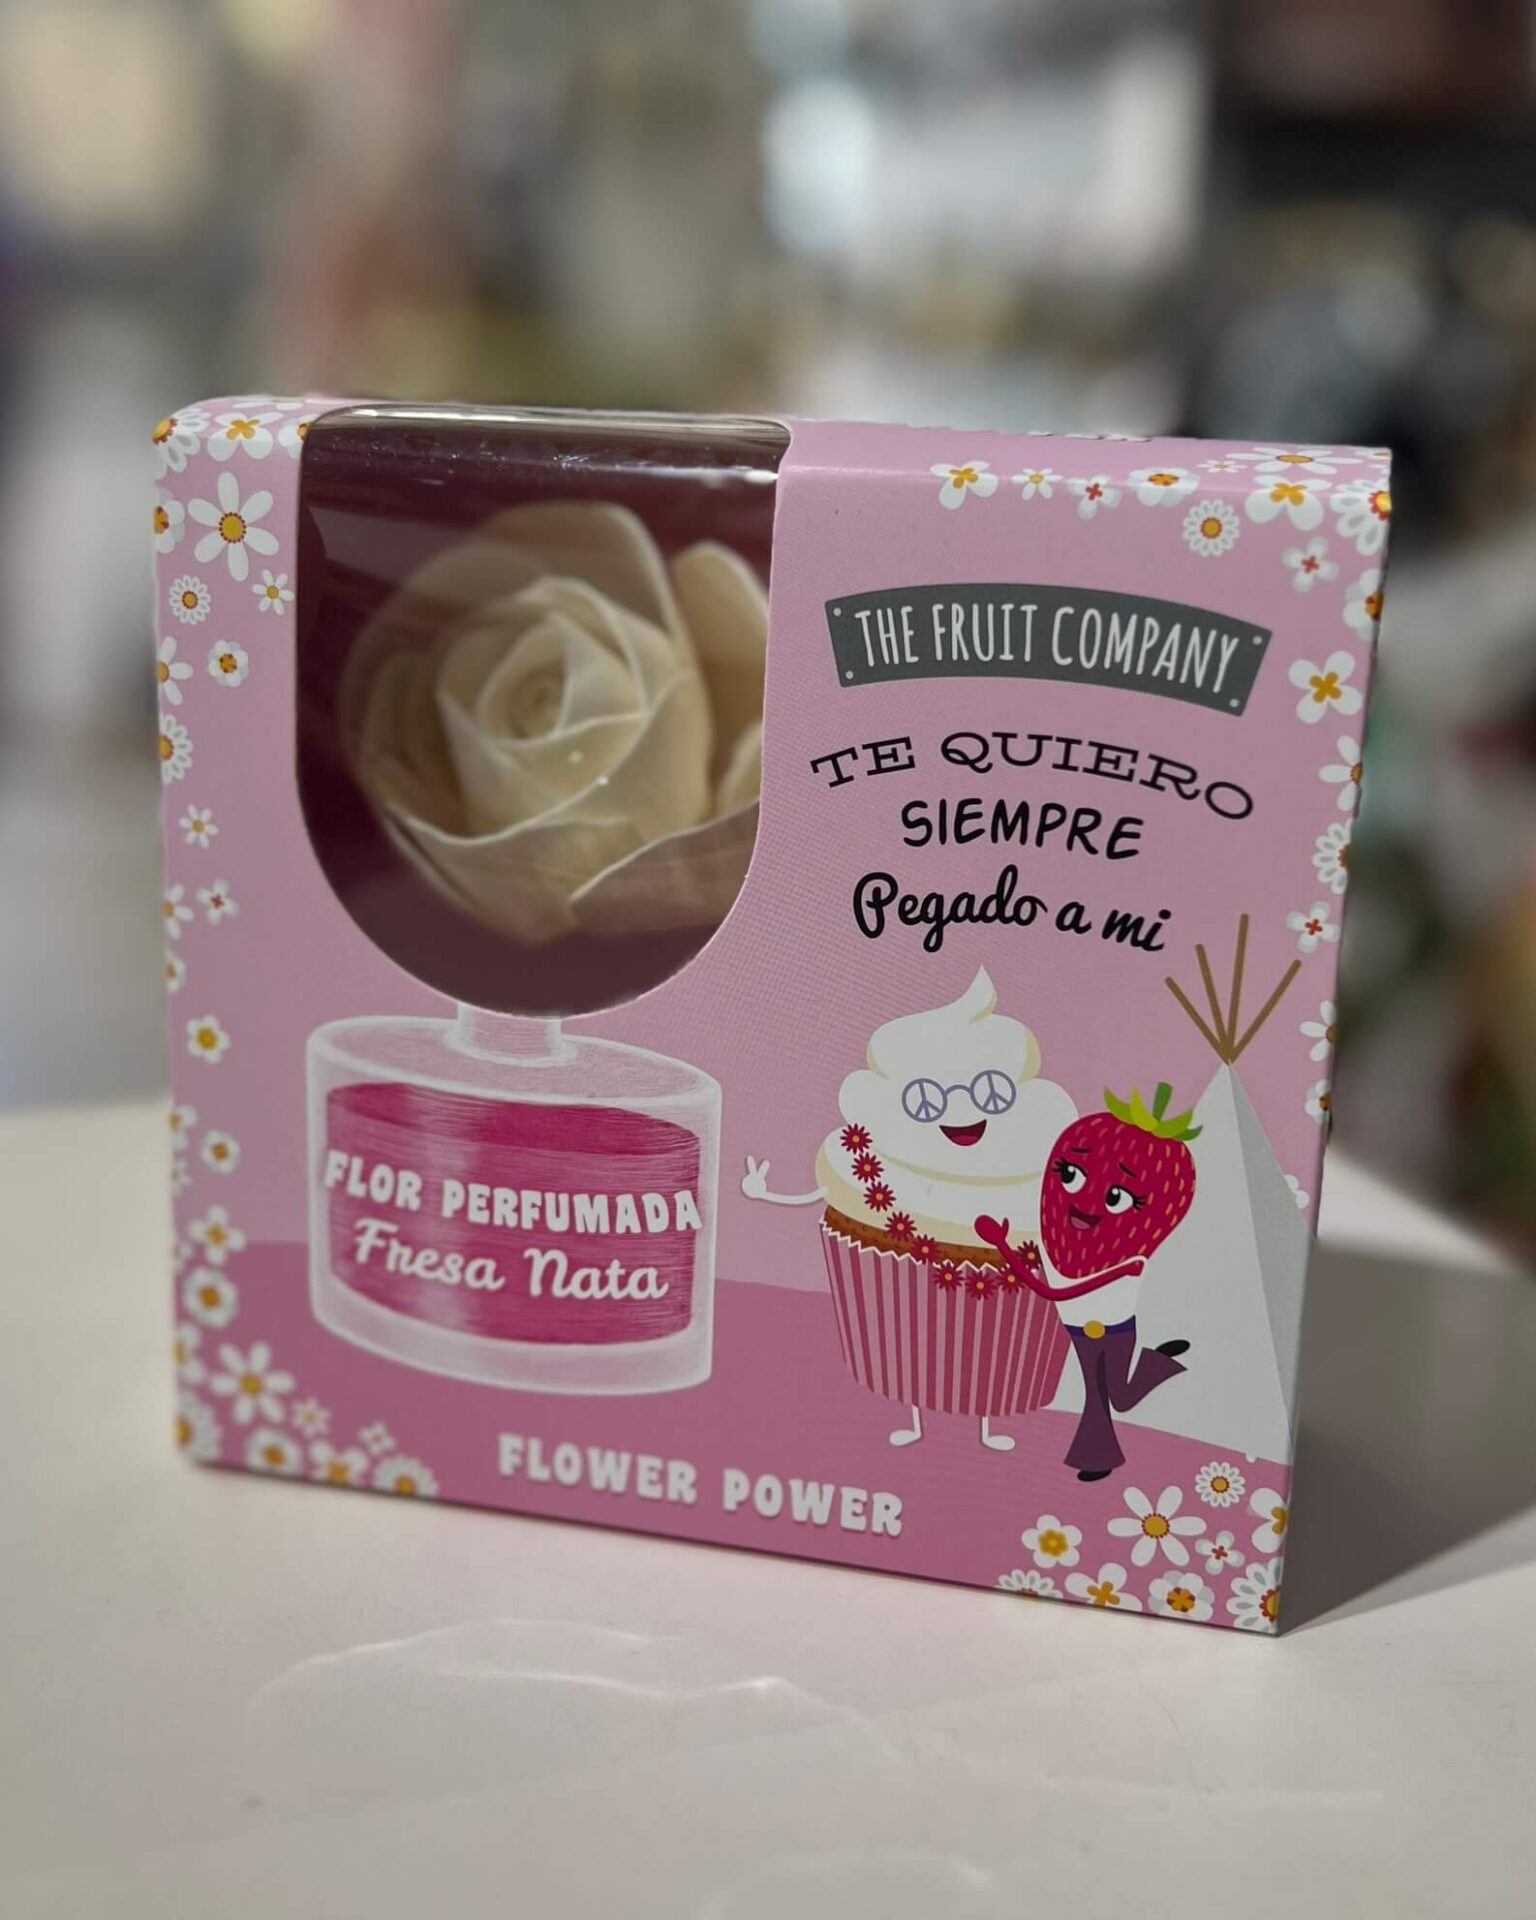 THE FRUIT COMPANY
TE QUIERO
SIEMPRE
Pegado a mi
FLOR PERFUMADA
Fresa Nata
FLOWER POWER